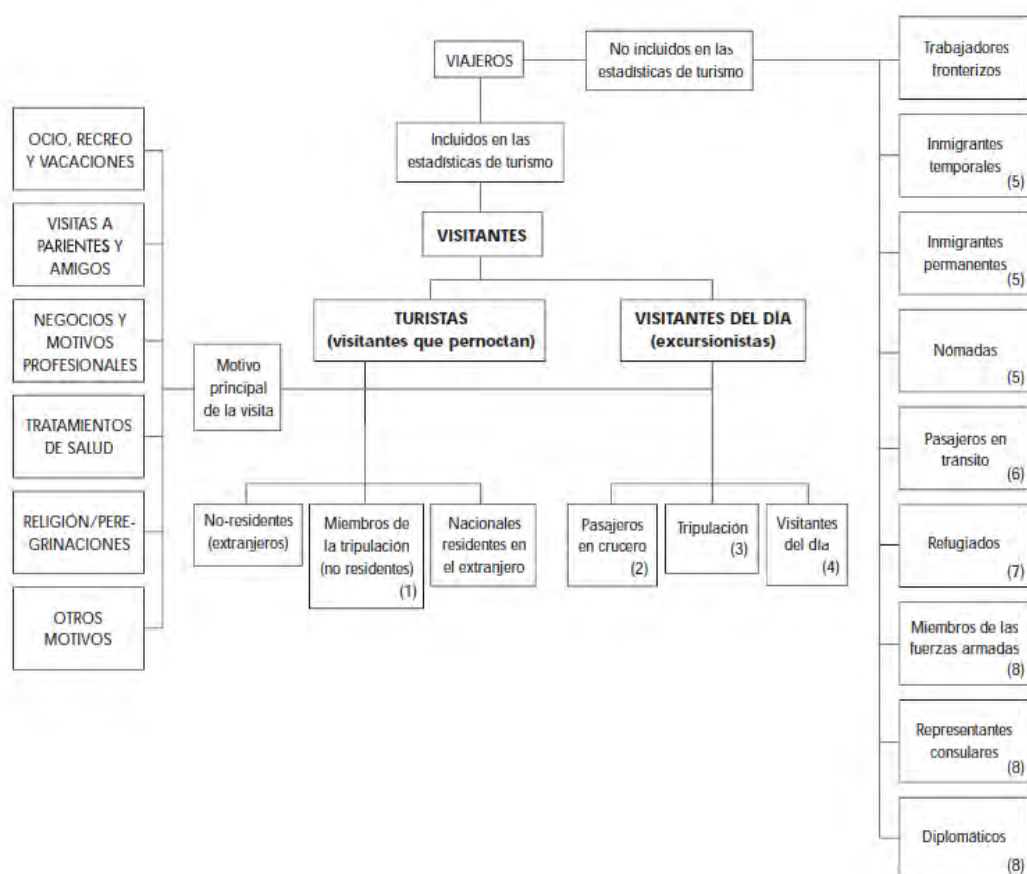 VIAJEROS
No incluidos en las
estadísticas de turismo
Incluidos en las
estadísticas de turismo
VISITANTES
TURISTAS
(visitantes que pernoctan)
VISITANTES DEL DÍA
(excursionistas)
Motivo
principal
de la visita
OCIO, RECREO
Y VACACIONES
VISITAS A
PARIENTES Y
AMIGOS
NEGOCIOS Y
MOTIVOS
PROFESIONALES
TRATAMIENTOS
DE SALUD
RELIGIÓN/PERE-
GRINACIONES
OTROS
MOTIVOS
No-residentes
(extranjeros)
Miembros de
la tripulación
(no residentes)
(1)
Nacionales
residentes en
el extranjero
Pasajeros
en crucero
(2)
Tripulación
(3)
Visitantes
del día
(4)
Trabajadores
fronterizos
Inmigrantes
temporales
(5)
Inmigrantes
permanentes
(5)
Nómadas
(5)
Pasajeros en
tránsito
(6)
Refugiados
(7)
Miembros de las
fuerzas armadas
(8)
Representantes
consulares
(8)
Diplomáticos
(8)